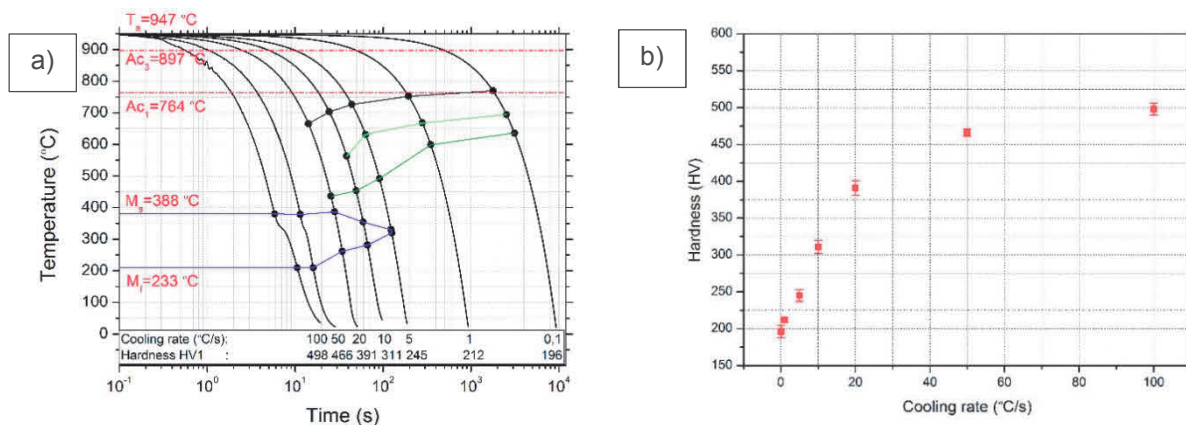 a)
Tₐ=947 °C
Ac₃=897 °C
Ac₁=764 °C
Mₛ=388 °C
M_f=233 °C
Temperature (°C)
900
800
700
600
500
400
300
200
100
0
Cooling rate (°C/s): 100 50 20 10 5 1 0,1
Hardness HV1 : 498 466 391 311 245 212 196
10⁻¹ 10⁰ 10¹ 10² 10³ 10⁴
Time (s)
b)
Hardness (HV)
600
550
500
450
400
350
300
250
200
150
0 20 40 60 80 100
Cooling rate (°C/s)